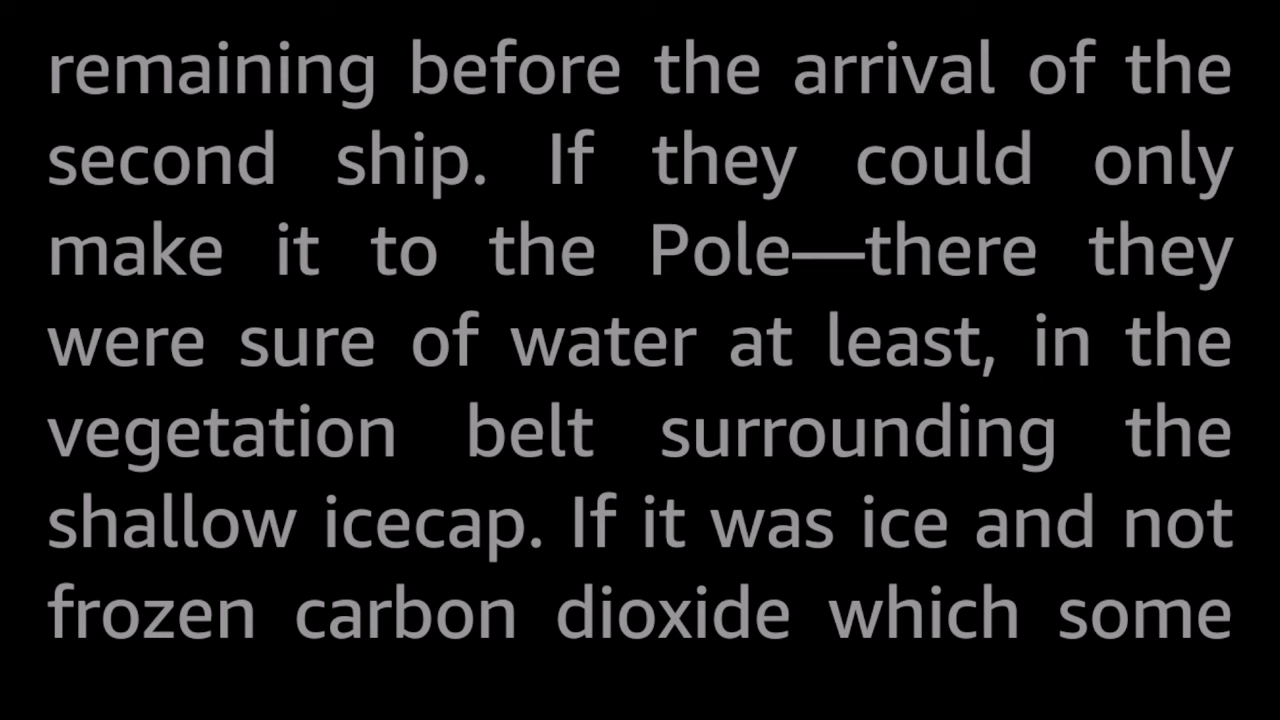 remaining before the arrival of the
second ship. If they could only
make it to the Pole—there they
were sure of water at least, in the
vegetation belt surrounding the
shallow icecap. If it was ice and not
frozen carbon dioxide which some